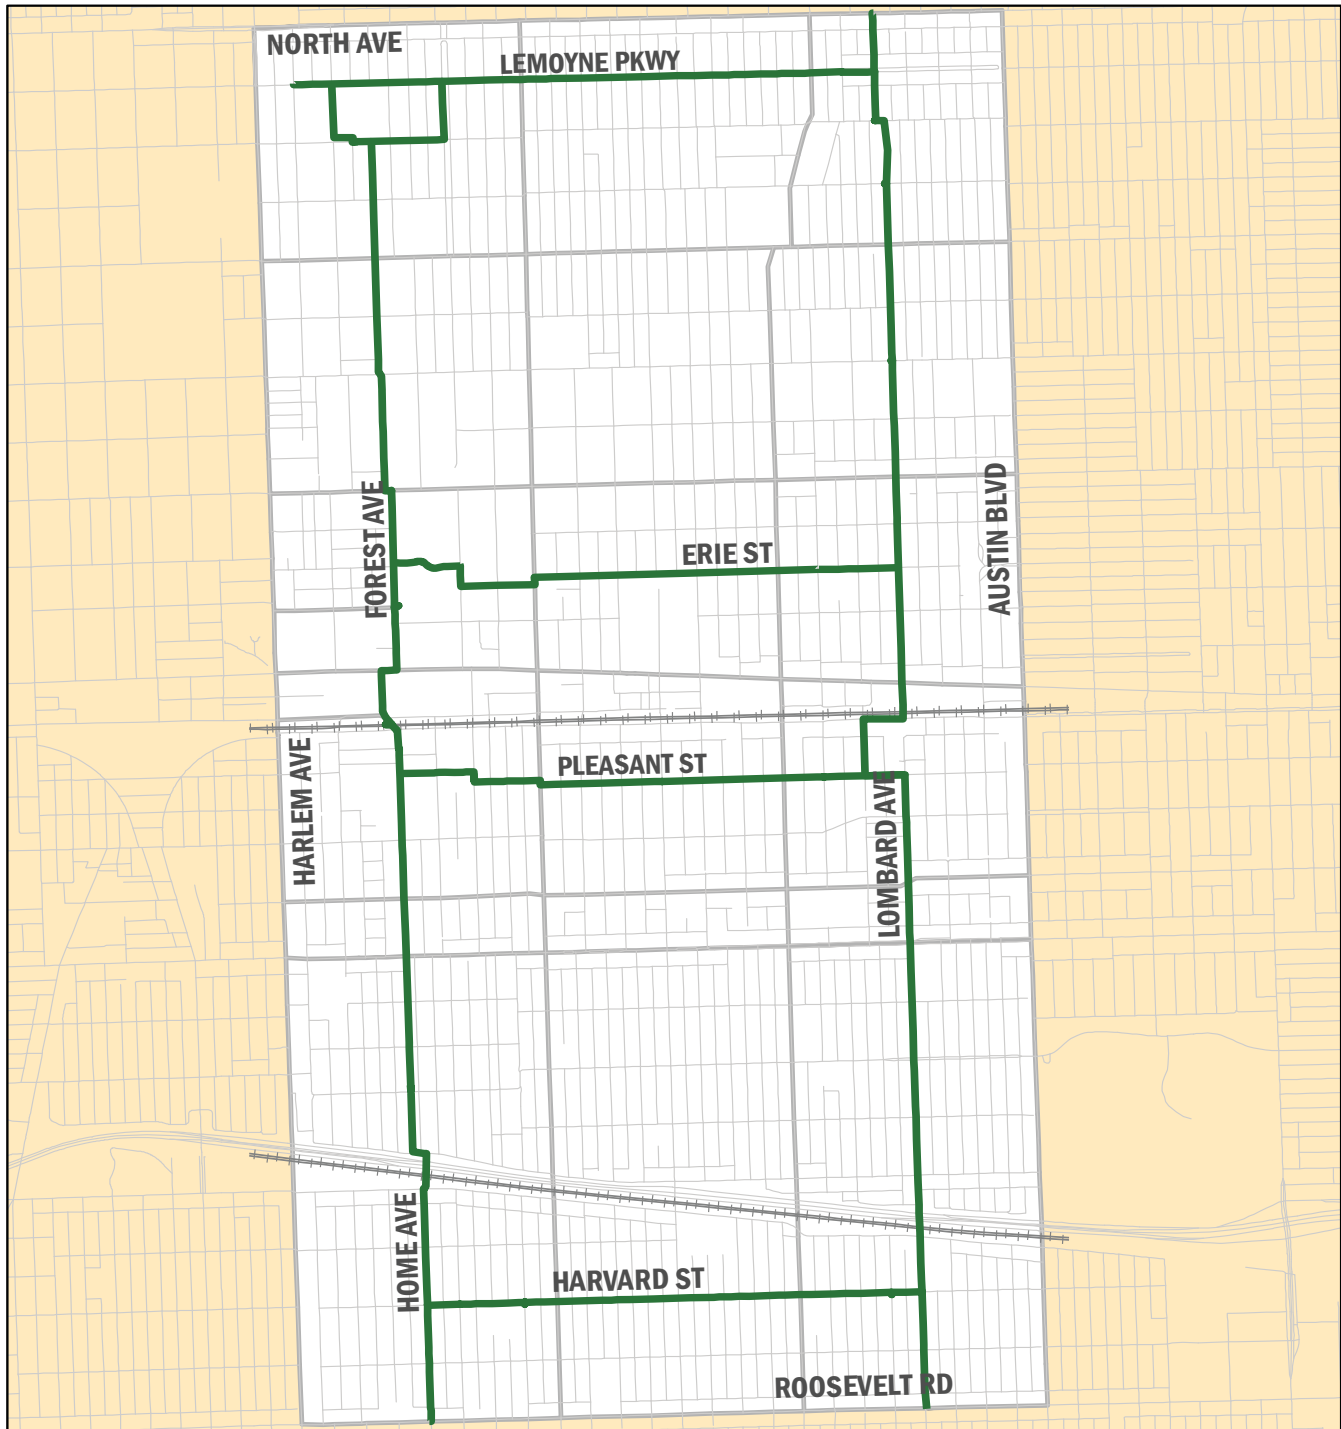 NORTH AVE
LEMOYNE PKWY
FOREST AVE
ERIE ST
AUSTIN BLVD
HARLEM AVE
PLEASANT ST
LOMBARD AVE
HOME AVE
HARVARD ST
ROOSEVELT RD